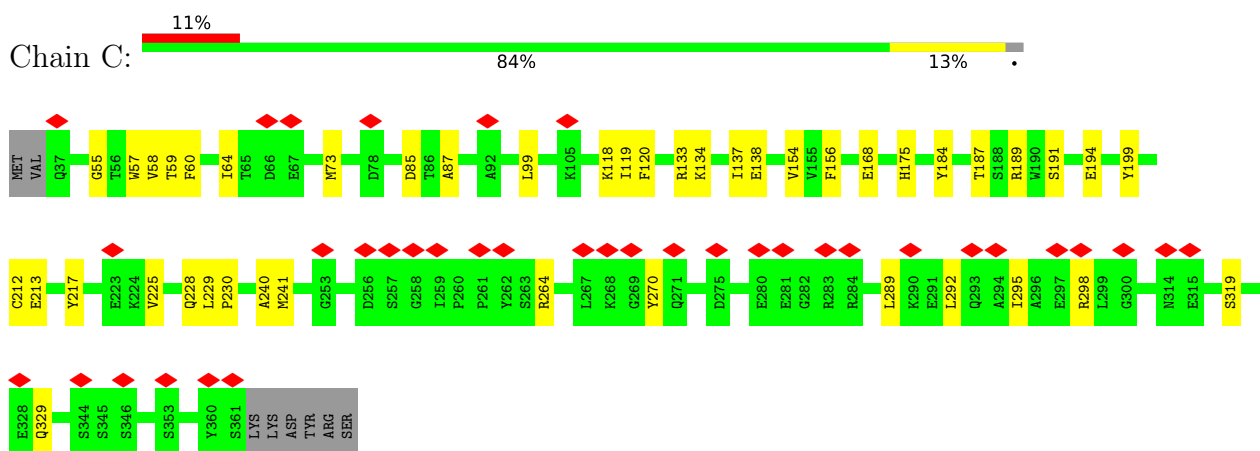 11%
Chain C:
84% 13% •
MET VAL Q37 G55 T56 W57 V58 T59 F60 I64 T65 D66 E67 M73 D78 D85 T86 A87 A92 L99 K105 K118 I119 F120 R133 K134 I137 E138 V154 V155 F156 E168 H175 Y184 T187 S188 R189 W190 S191 E194 Y199
C212 E213 Y217 E223 K224 V225 Q228 L229 P230 A240 M241 G253 D256 S257 G258 I259 P260 P261 Y262 S263 R264 L267 K268 G269 Y270 Q271 D275 E280 E281 G282 R283 R284 L289 K290 E291 L292 Q293 A294 I295 A296 E297 R298 L299 G300 N314 E315 S319
E328 Q329 S344 S345 S346 S353 Y360 S361 LYS LYS ASP TYR ARG SER